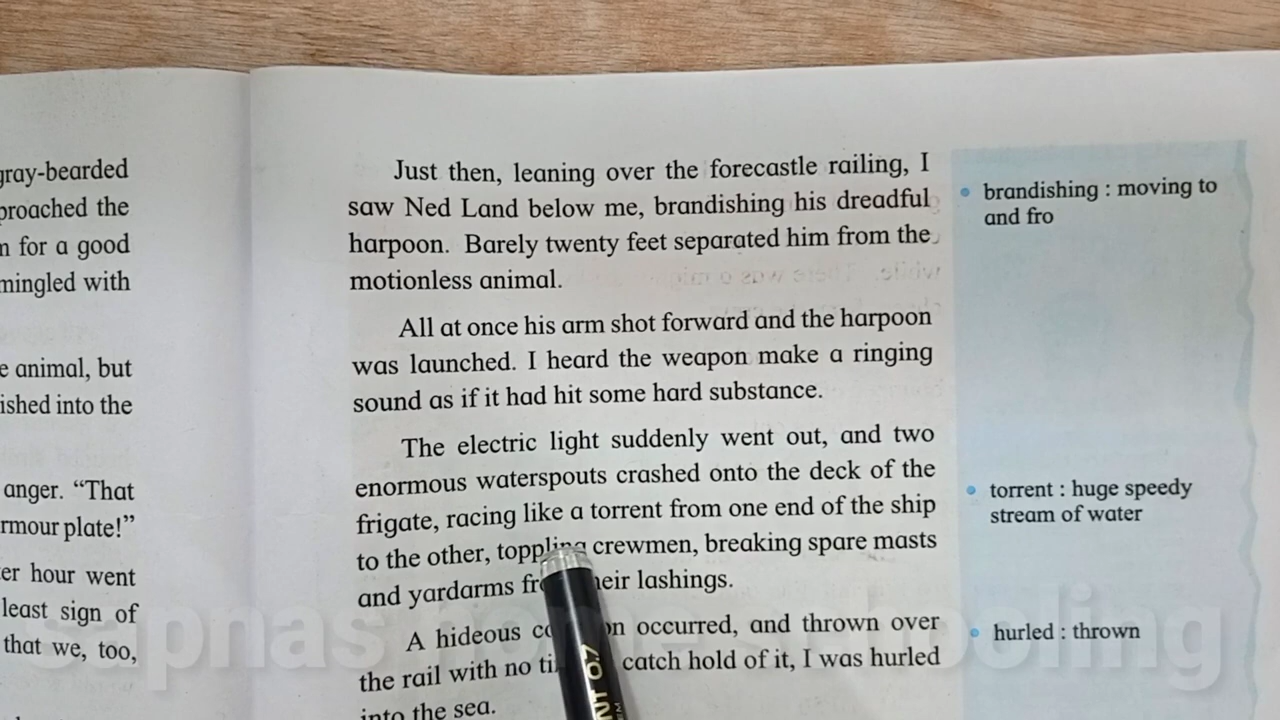 gray-bearded
proached the
for a good
mingled with
animal, but
ished into the
anger. “That
rmour plate!”
er hour went
least sign of
that we, too,
Just then, leaning over the forecastle railing, I
saw Ned Land below me, brandishing his dreadful
harpoon. Barely twenty feet separated him from the
motionless animal.
All at once his arm shot forward and the harpoon
was launched. I heard the weapon make a ringing
sound as if it had hit some hard substance.
The electric light suddenly went out, and two
enormous waterspouts crashed onto the deck of the
frigate, racing like a torrent from one end of the ship
to the other, toppling crewmen, breaking spare masts
and yardarms their lashings.
A hideous occurred, and thrown over
the rail with no catch hold of it, I was hurled
into the sea.
• brandishing : moving to
and fro
• torrent : huge speedy
stream of water
• hurled : thrown
sapnas home schooling